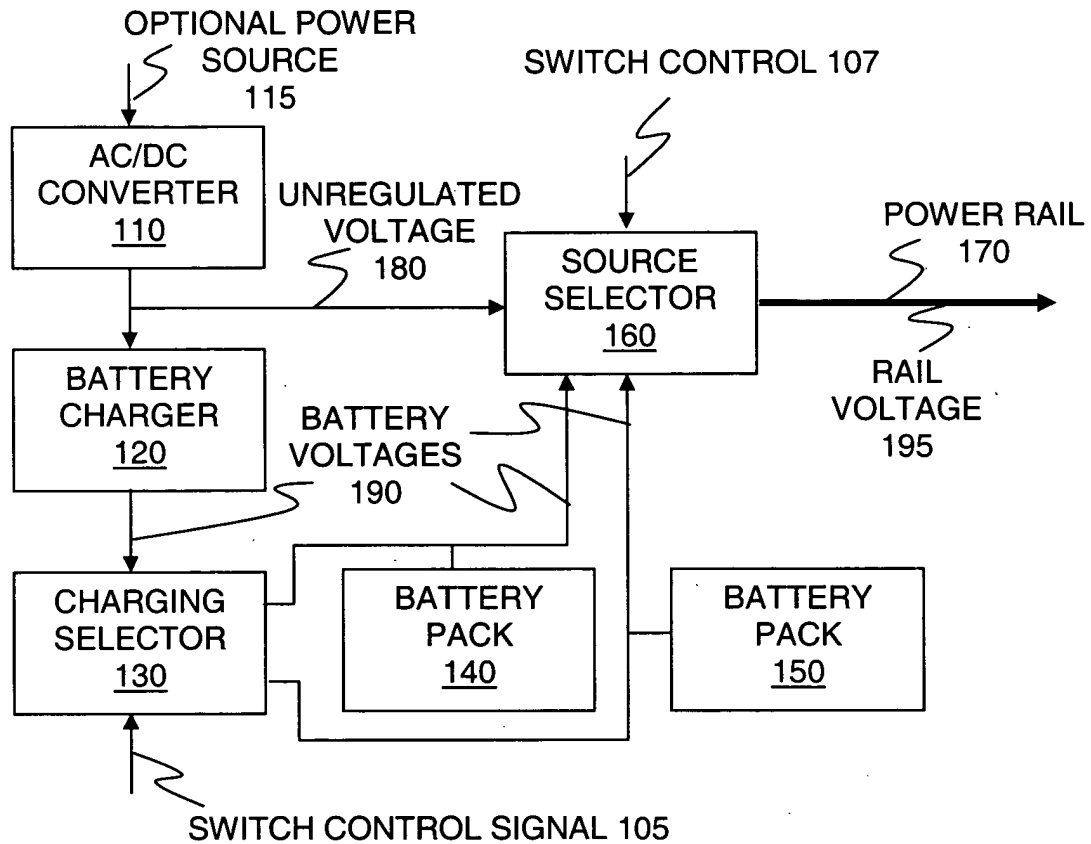 OPTIONAL POWER
SOURCE
115
SWITCH CONTROL 107
AC/DC
CONVERTER
110
UNREGULATED
VOLTAGE
180
SOURCE
SELECTOR
160
POWER RAIL
170
RAIL
VOLTAGE
195
BATTERY
CHARGER
120
BATTERY
VOLTAGES
190
CHARGING
SELECTOR
130
BATTERY
PACK
140
BATTERY
PACK
150
SWITCH CONTROL SIGNAL 105